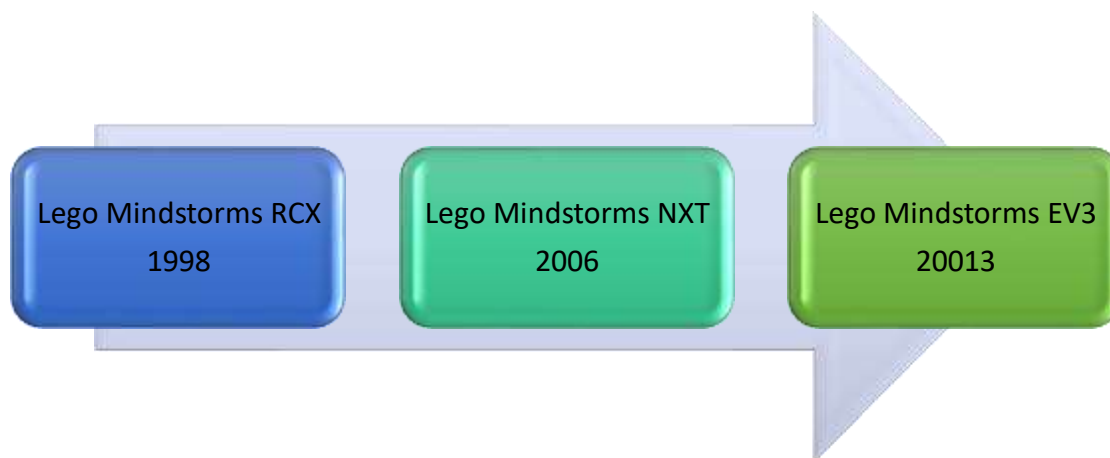 Lego Mindstorms RCX
1998
Lego Mindstorms NXT
2006
Lego Mindstorms EV3
20013